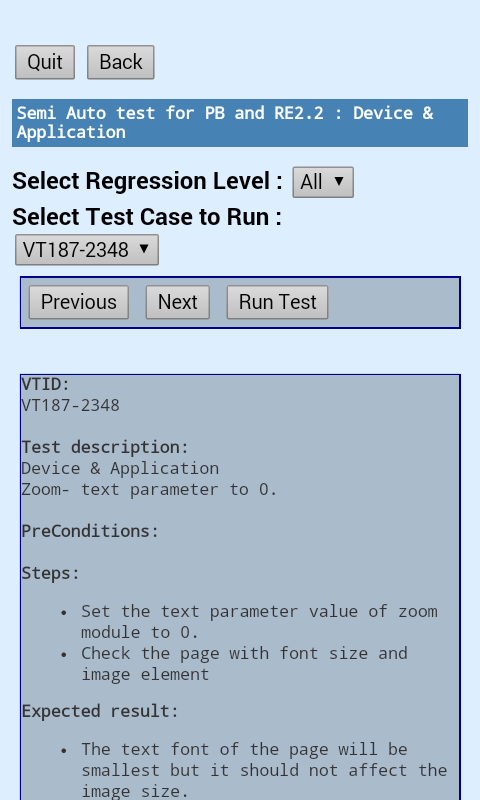 Quit Back
Semi Auto test for PB and RE2.2 : Device &
Application
Select Regression Level : All
Select Test Case to Run :
VT187-2348
Previous Next Run Test
VTID:
VT187-2348
Test description:
Device & Application
Zoom- text parameter to 0.
PreConditions:
Steps:
• Set the text parameter value of zoom
module to 0.
• Check the page with font size and
image element
Expected result:
• The text font of the page will be
smallest but it should not affect the
image size.